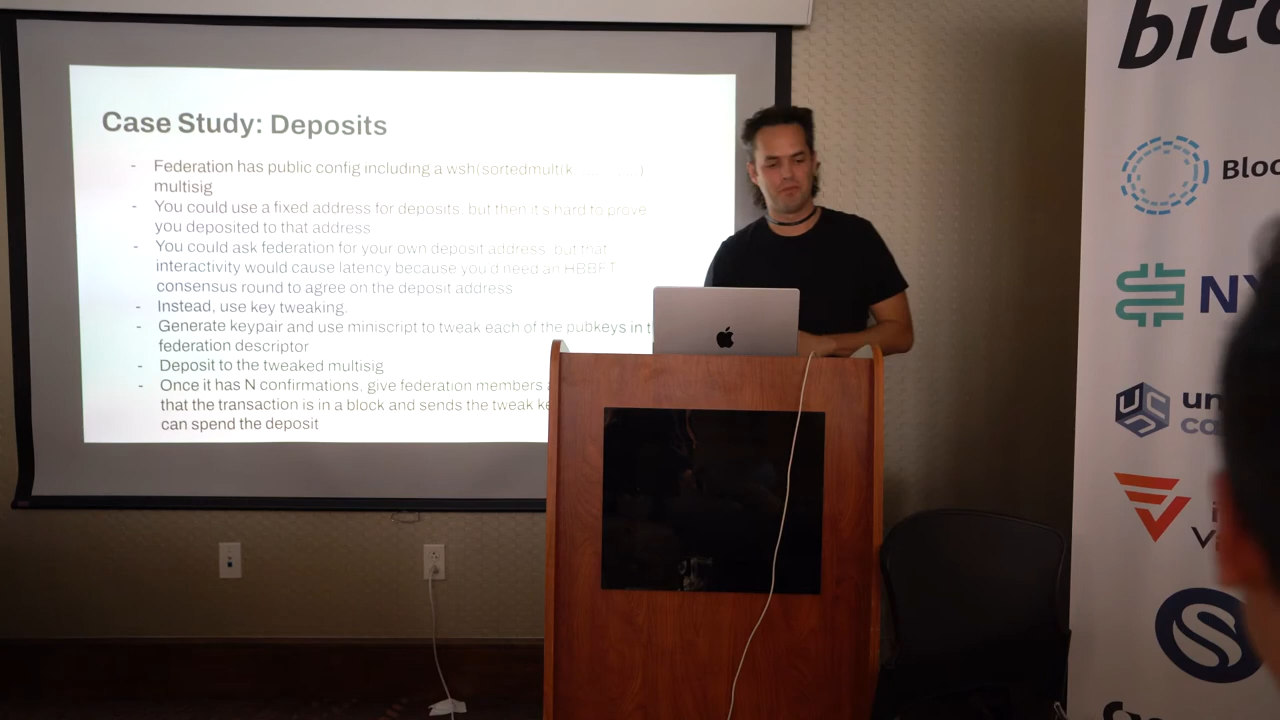 Case Study: Deposits
- Federation has public config including a wsh(sortedmulti(k
multisig
- You could use a fixed address for deposits, but then it's hard to prove
you deposited to that address
- You could ask federation for your own deposit address, but that
interactivity would cause latency because you'd need an HBBFT
consensus round to agree on the deposit address
- Instead, use key tweaking.
- Generate keypair and use miniscript to tweak each of the pubkeys in
federation descriptor
- Deposit to the tweaked multisig
- Once it has N confirmations, give federation members
that the transaction is in a block and sends the tweak
can spend the deposit
bitc
Bloc
NY
un
ca